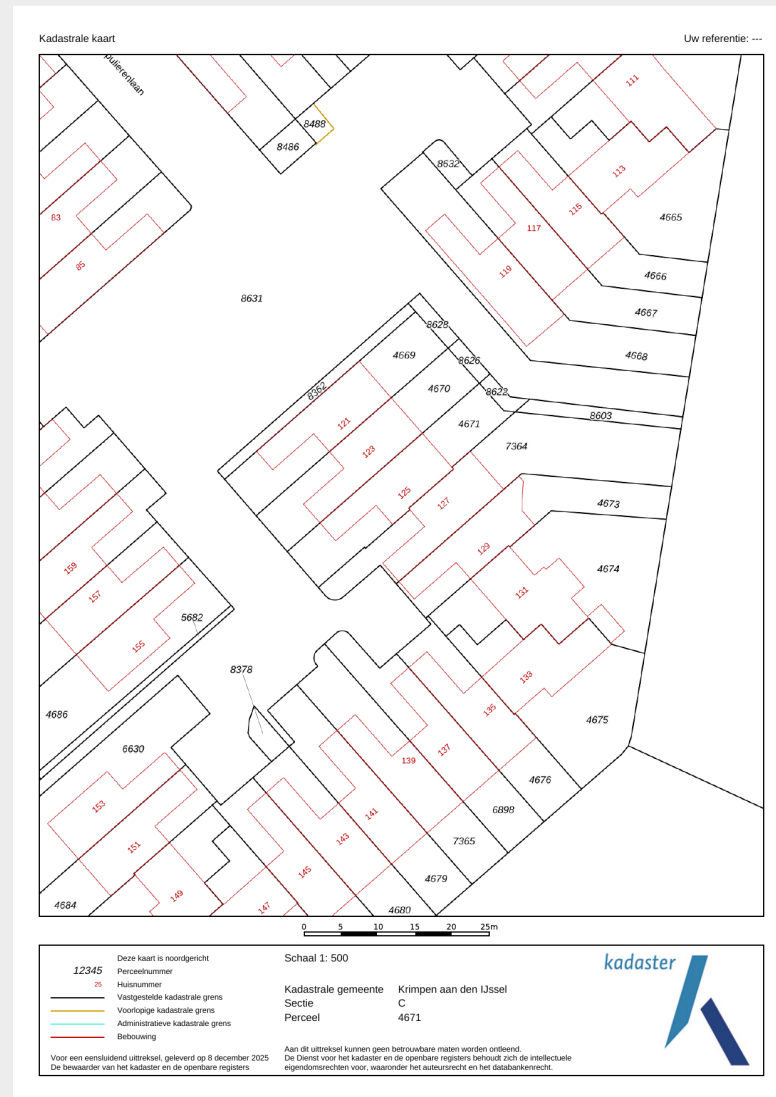 Kadastrale kaart
Uw referentie: ---
pulierenlaan
111
8488
8486
8632
113
115
4665
83
117
85
119
4666
8631
4667
8628
4669
8626
4668
8362
4670
8622
8603
121
4671
123
7364
125
127
4673
129
159
4674
157
131
5682
155
8378
133
4686
135
4675
6630
137
139
4676
153
141
6898
151
143
7365
145
4679
149
4684
147
4680
0 5 10 15 20 25m
Deze kaart is noordgericht
12345 Perceelnummer
25 Huisnummer
Vastgestelde kadastrale grens
Voorlopige kadastrale grens
Administratieve kadastrale grens
Bebouwing
Voor een eensluidend uittreksel, geleverd op 8 december 2025
De bewaarder van het kadaster en de openbare registers
Schaal 1: 500
Kadastrale gemeente Krimpen aan den IJssel
Sectie C
Perceel 4671
Aan dit uittreksel kunnen geen betrouwbare maten worden ontleend.
De Dienst voor het kadaster en de openbare registers behoudt zich de intellectuele
eigendomsrechten voor, waaronder het auteursrecht en het databankenrecht.
kadaster